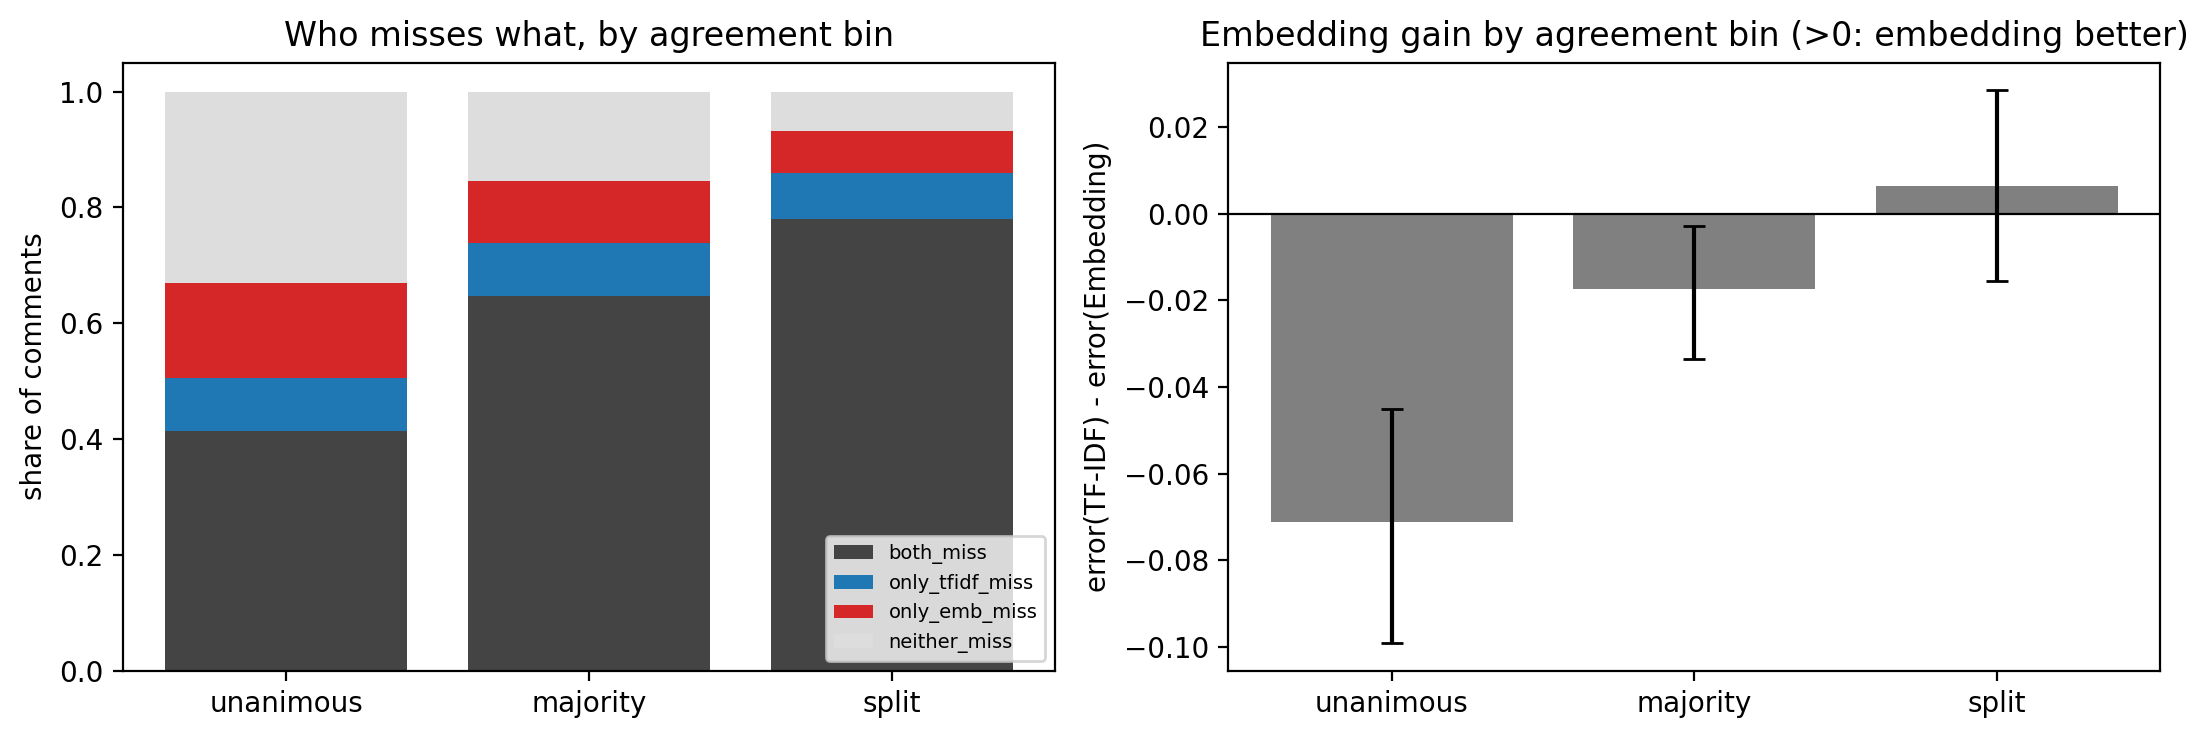 Who misses what, by agreement bin
share of comments
1.0
0.8
0.6
0.4
0.2
0.0
unanimous
majority
split
both_miss
only_tfidf_miss
only_emb_miss
neither_miss
Embedding gain by agreement bin (>0: embedding better)
error(TF-IDF) - error(Embedding)
0.02
0.00
−0.02
−0.04
−0.06
−0.08
−0.10
unanimous
majority
split